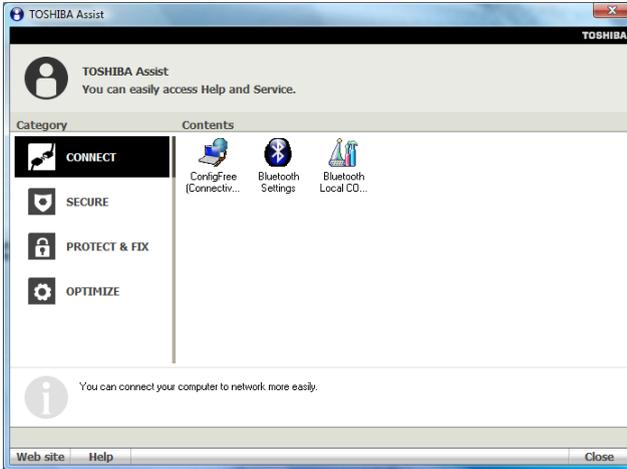 TOSHIBA Assist
TOSHIBA
TOSHIBA Assist
You can easily access Help and Service.
Category
Contents
CONNECT
SECURE
PROTECT & FIX
OPTIMIZE
ConfigFree
(Connectiv...
Bluetooth
Settings
Bluetooth
Local CO...
You can connect your computer to network more easily.
Web site Help Close